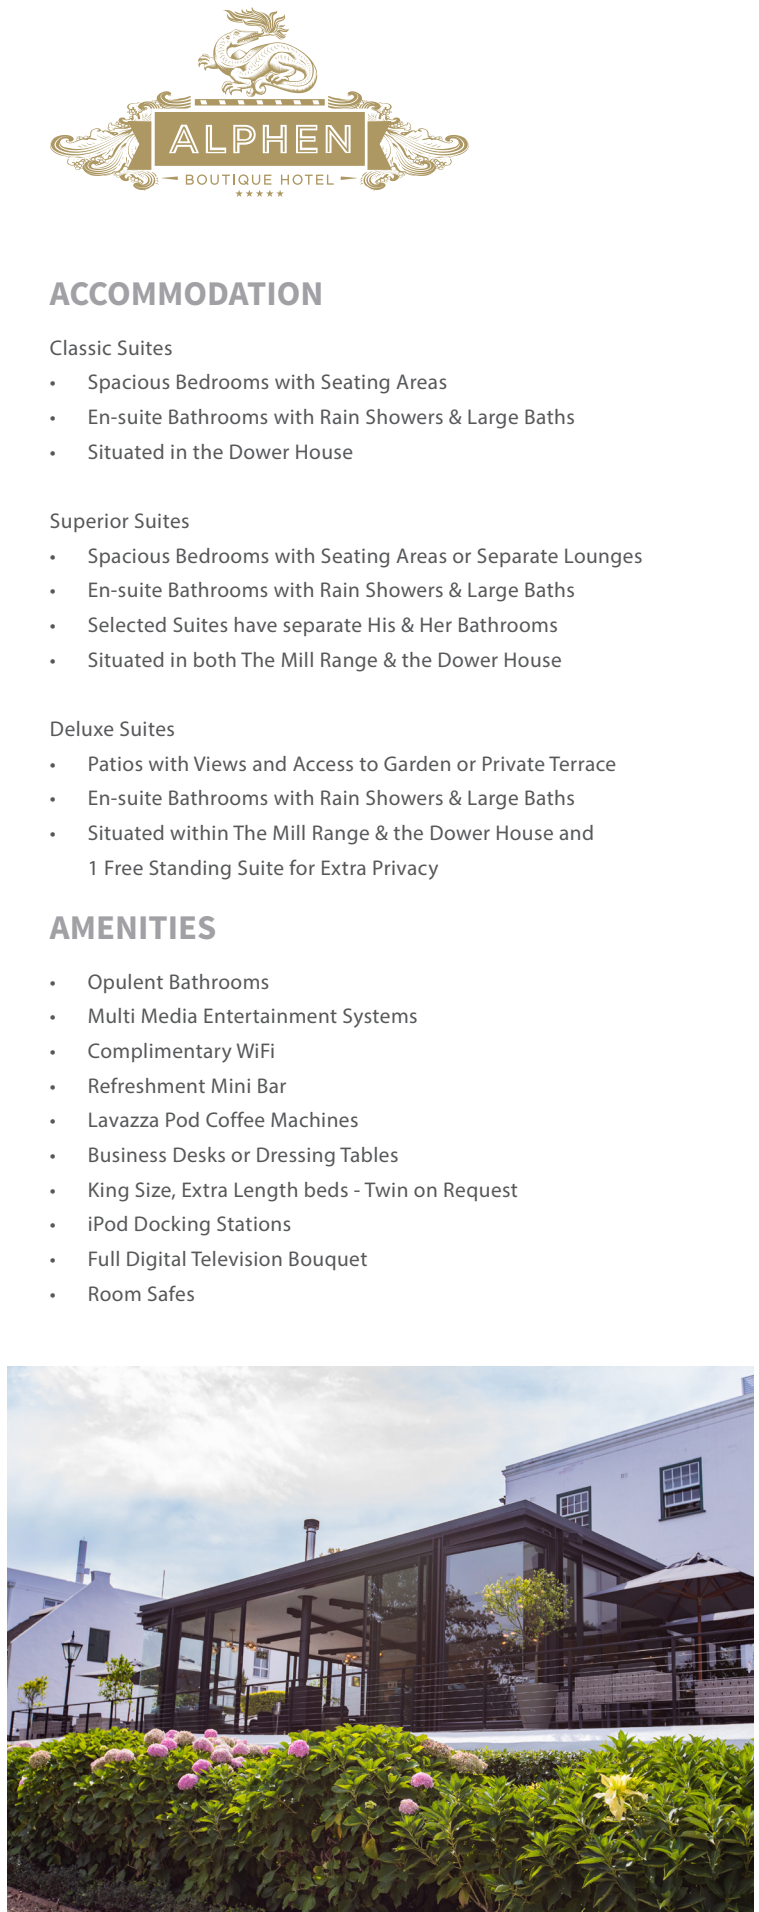 ALPHEN
BOUTIQUE HOTEL
ACCOMMODATION
Classic Suites
• Spacious Bedrooms with Seating Areas
• En-suite Bathrooms with Rain Showers & Large Baths
• Situated in the Dower House
Superior Suites
• Spacious Bedrooms with Seating Areas or Separate Lounges
• En-suite Bathrooms with Rain Showers & Large Baths
• Selected Suites have separate His & Her Bathrooms
• Situated in both The Mill Range & the Dower House
Deluxe Suites
• Patios with Views and Access to Garden or Private Terrace
• En-suite Bathrooms with Rain Showers & Large Baths
• Situated within The Mill Range & the Dower House and
1 Free Standing Suite for Extra Privacy
AMENITIES
• Opulent Bathrooms
• Multi Media Entertainment Systems
• Complimentary WiFi
• Refreshment Mini Bar
• Lavazza Pod Coffee Machines
• Business Desks or Dressing Tables
• King Size, Extra Length beds - Twin on Request
• iPod Docking Stations
• Full Digital Television Bouquet
• Room Safes